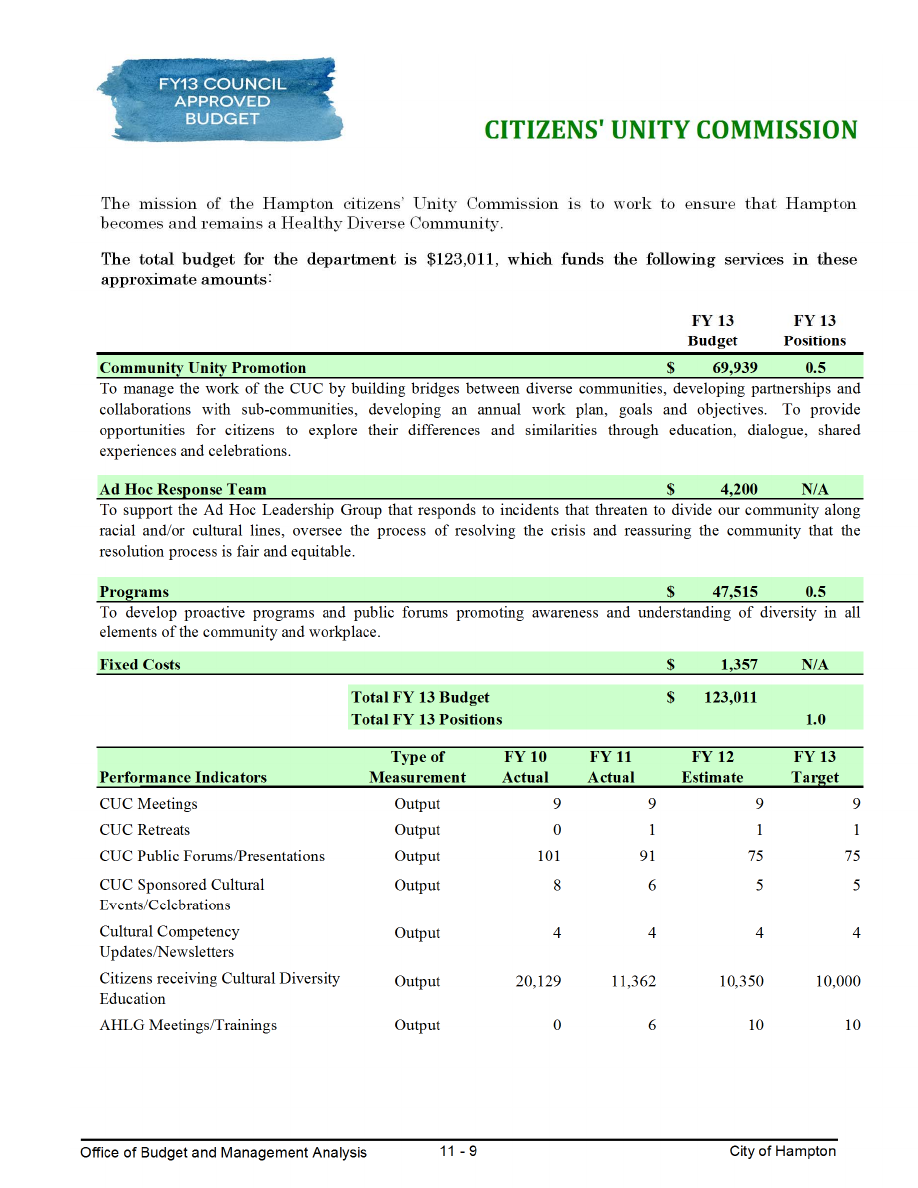 FY13 COUNCIL
APPROVED
BUDGET
CITIZENS' UNITY COMMISSION
The mission of the Hampton citizens' Unity Commission is to work to ensure that Hampton
becomes and remains a Healthy Diverse Community.
The total budget for the department is $123,011, which funds the following services in these
approximate amounts:
FY 13 FY 13
Budget Positions
Community Unity Promotion $ 69,939 0.5
To manage the work of the CUC by building bridges between diverse communities, developing partnerships and
collaborations with sub-communities, developing an annual work plan, goals and objectives. To provide
opportunities for citizens to explore their differences and similarities through education, dialogue, shared
experiences and celebrations.
Ad Hoc Response Team $ 4,200 N/A
To support the Ad Hoc Leadership Group that responds to incidents that threaten to divide our community along
racial and/or cultural lines, oversee the process of resolving the crisis and reassuring the community that the
resolution process is fair and equitable.
Programs $ 47,515 0.5
To develop proactive programs and public forums promoting awareness and understanding of diversity in all
elements of the community and workplace.
Fixed Costs $ 1,357 N/A
Total FY 13 Budget $ 123,011
Total FY 13 Positions 1.0
Type of FY 10 FY 11 FY 12 FY 13
Performance Indicators Measurement Actual Actual Estimate Target
CUC Meetings Output 9 9 9 9
CUC Retreats Output 0 1 1 1
CUC Public Forums/Presentations Output 101 91 75 75
CUC Sponsored Cultural Output 8 6 5 5
Events/Celebrations
Cultural Competency Output 4 4 4 4
Updates/Newsletters
Citizens receiving Cultural Diversity Output 20,129 11,362 10,350 10,000
Education
AHLG Meetings/Trainings Output 0 6 10 10
Office of Budget and Management Analysis 11 - 9 City of Hampton